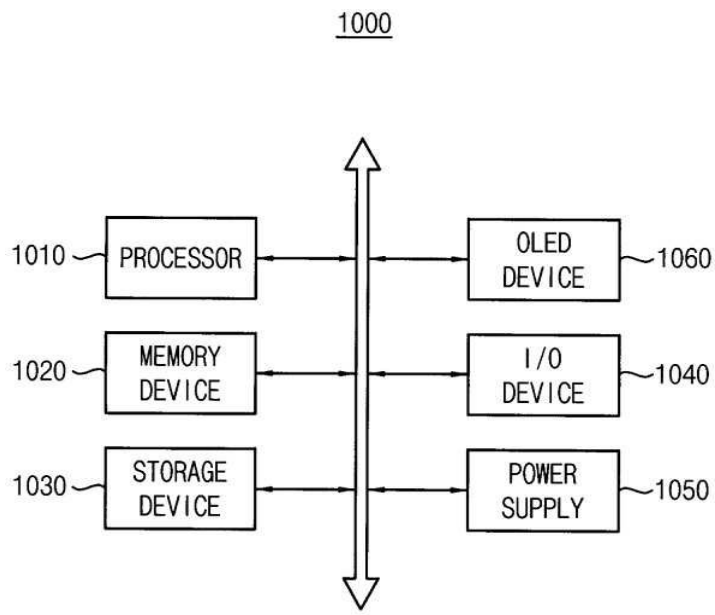 1000
1010
PROCESSOR
OLED
DEVICE
1060
1020
MEMORY
DEVICE
I/O
DEVICE
1040
1030
STORAGE
DEVICE
POWER
SUPPLY
1050